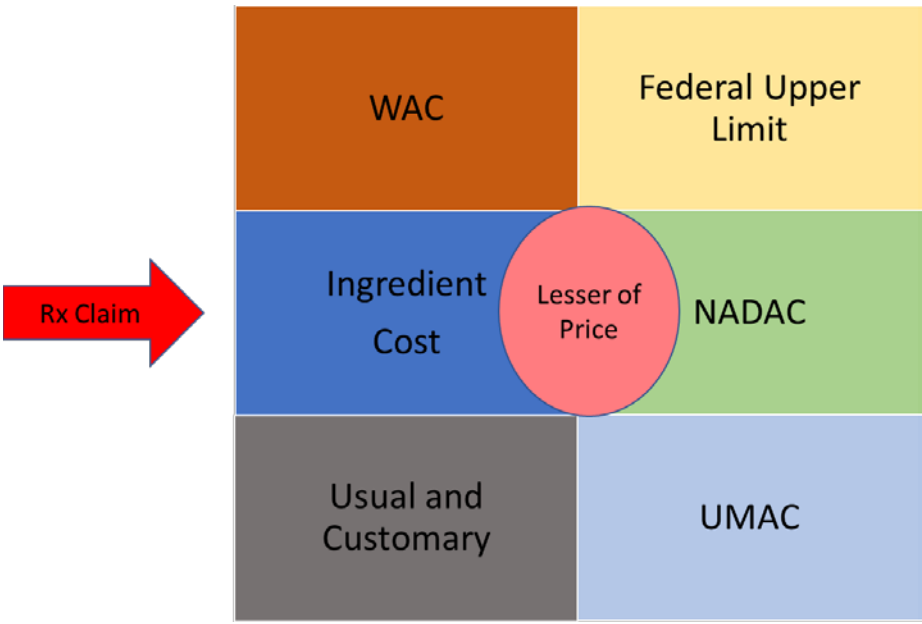 WAC
Federal Upper
Limit
Rx Claim
Ingredient
Cost
Lesser of
Price
NADAC
Usual and
Customary
UMAC